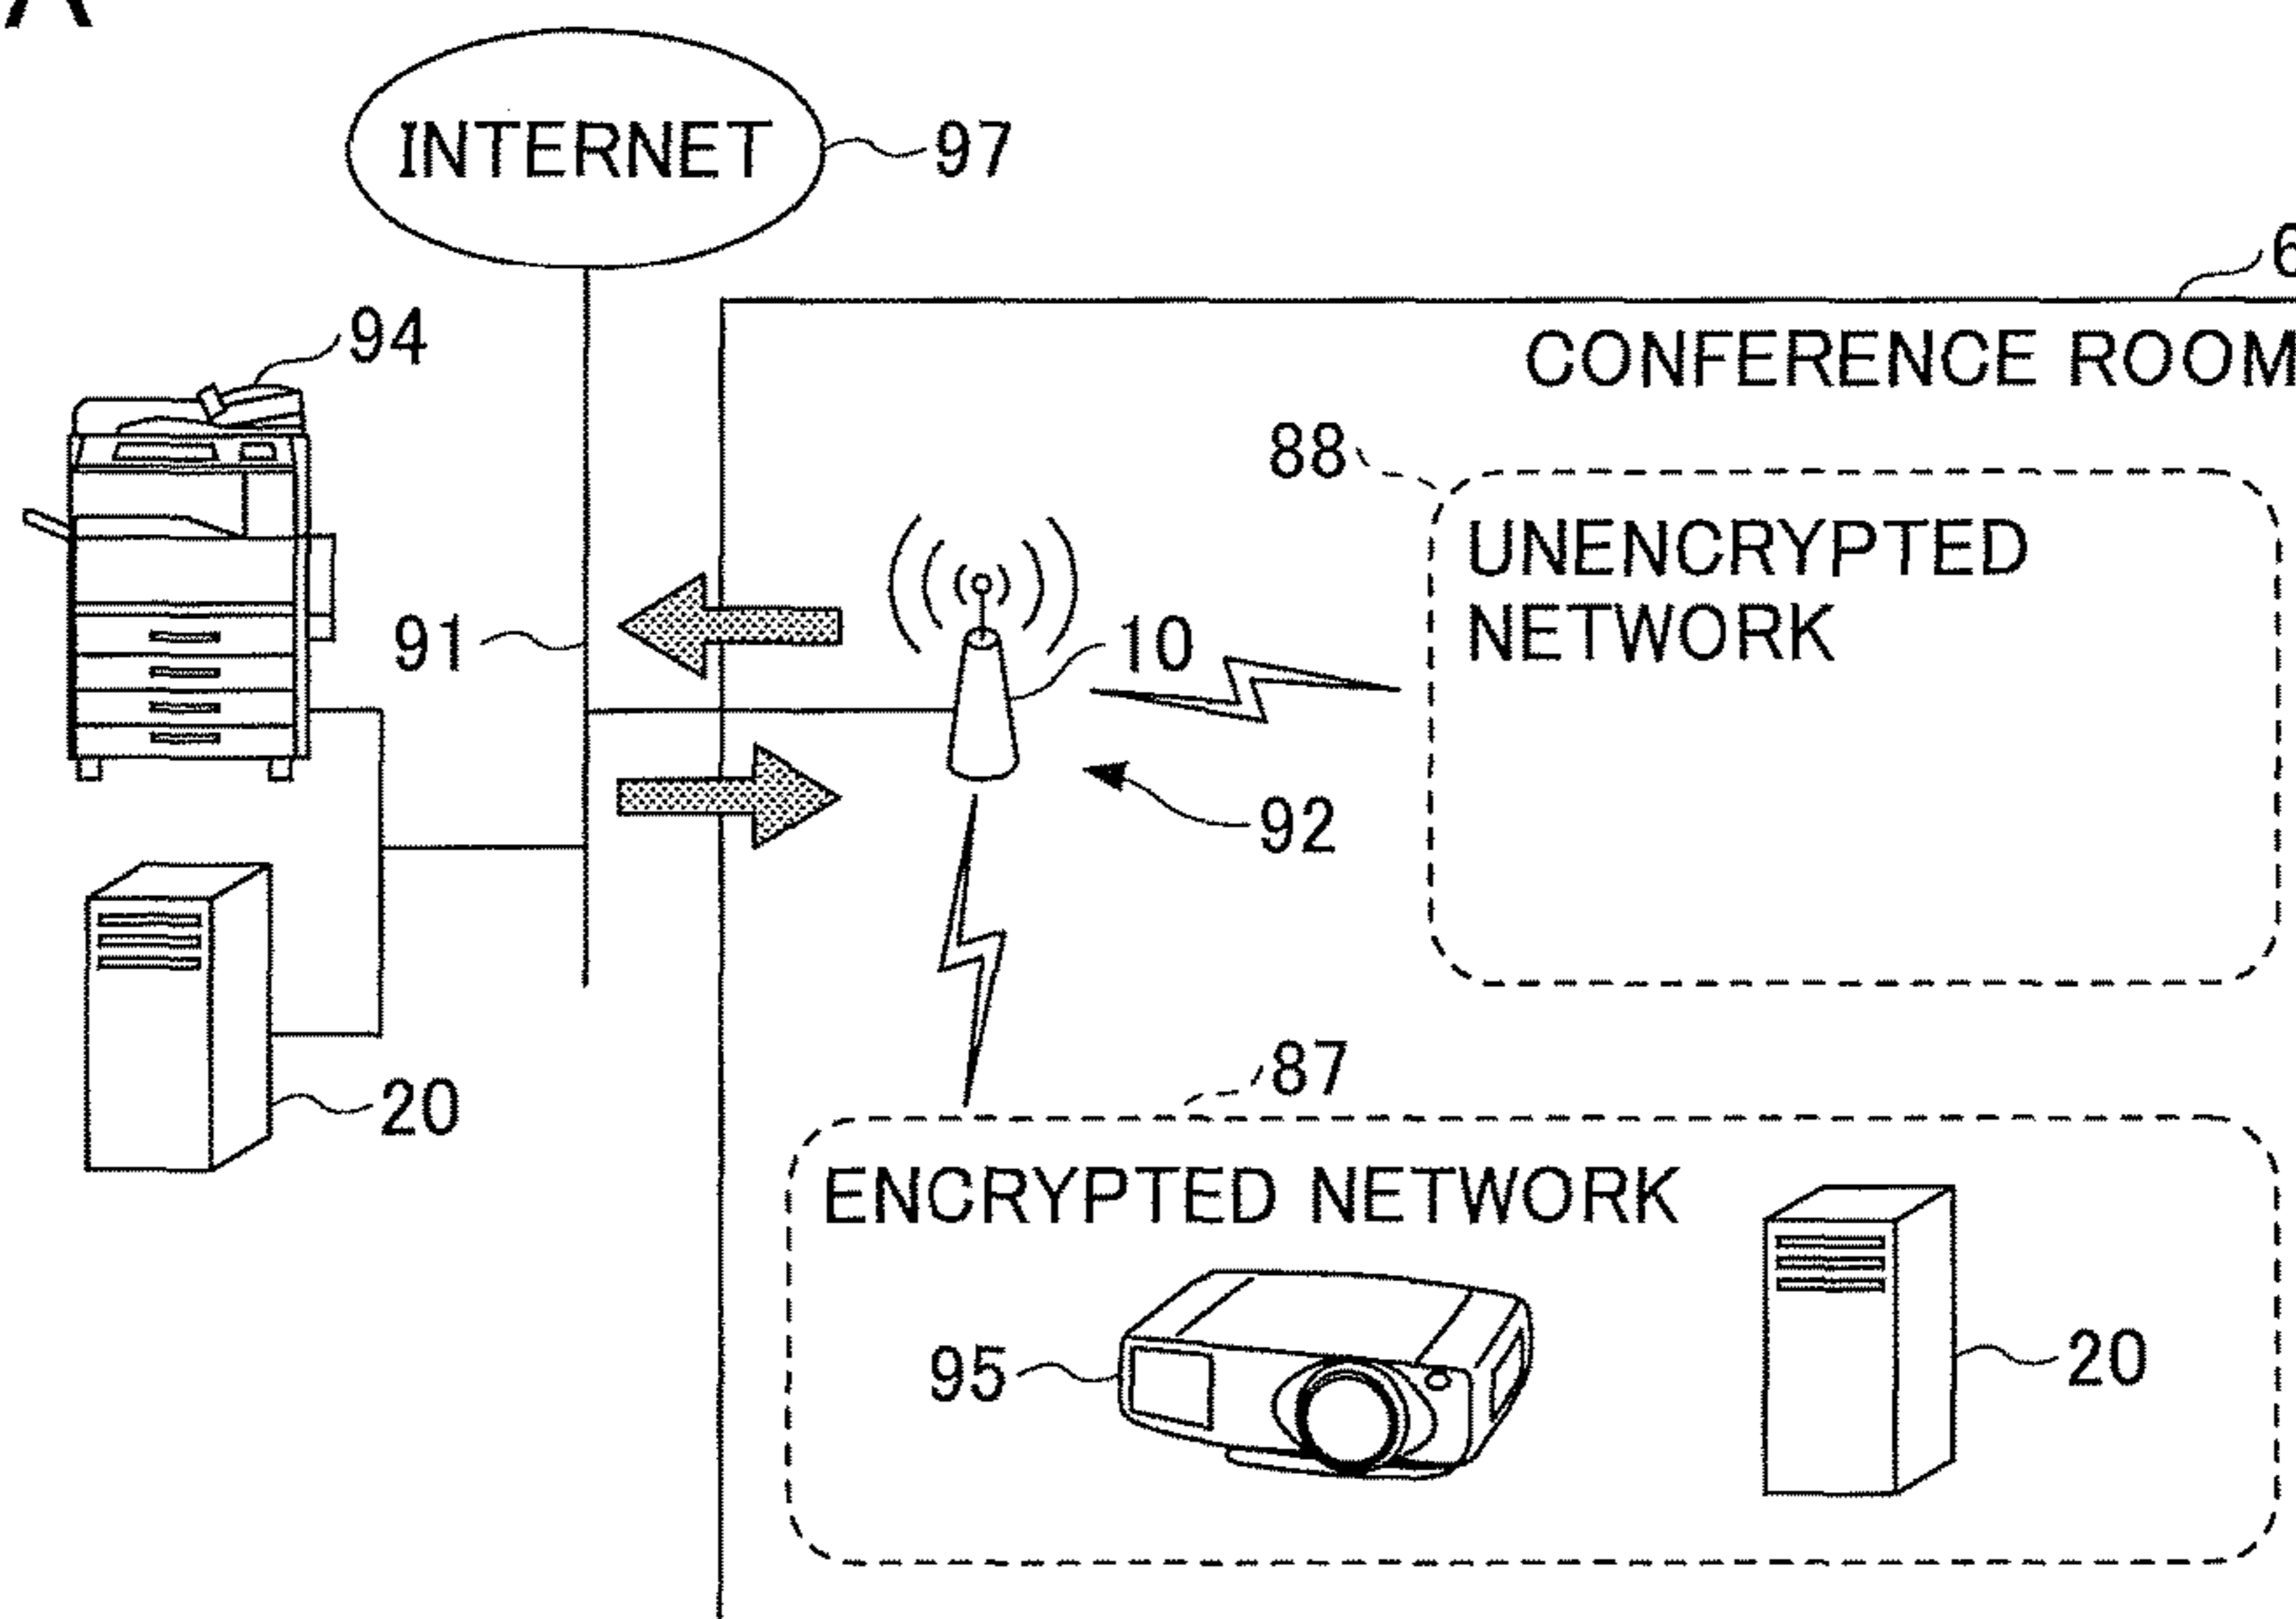 INTERNET
97
94
CONFERENCE ROOM
88
UNENCRYPTED
NETWORK
91
10
92
87
20
ENCRYPTED NETWORK
95
20